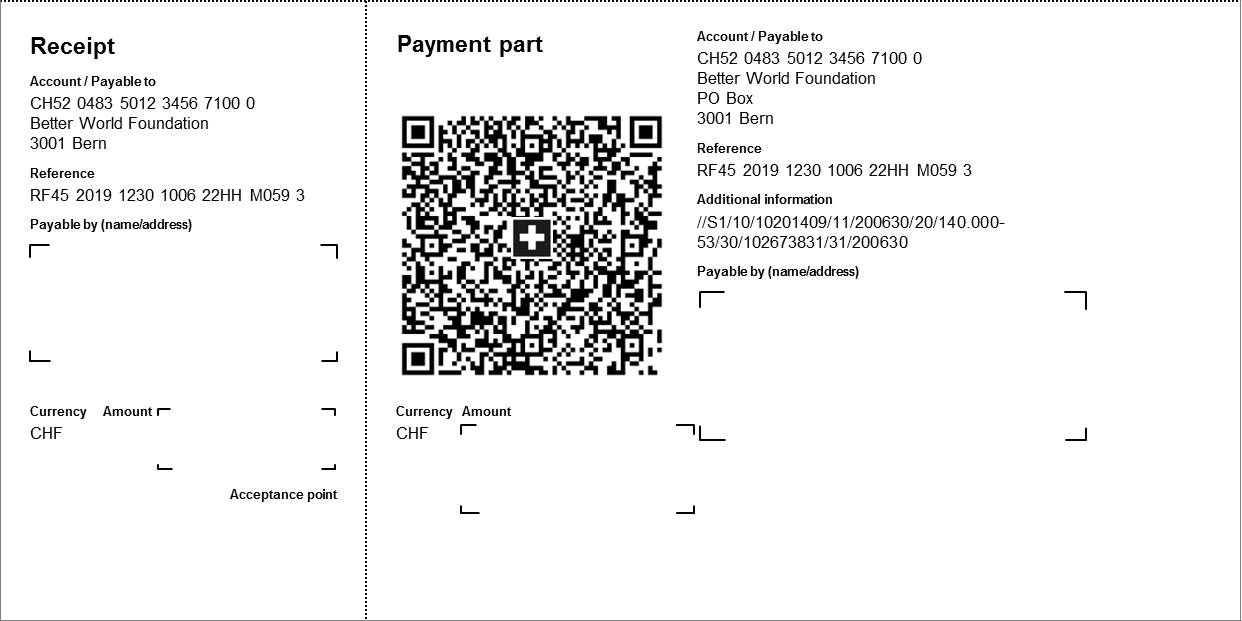 Receipt
Account / Payable to
CH52 0483 5012 3456 7100 0
Better World Foundation
3001 Bern
Reference
RF45 2019 1230 1006 22HH M059 3
Payable by (name/address)
Currency Amount
CHF
Acceptance point
Payment part
Currency Amount
CHF
Account / Payable to
CH52 0483 5012 3456 7100 0
Better World Foundation
PO Box
3001 Bern
Reference
RF45 2019 1230 1006 22HH M059 3
Additional information
//S1/10/10201409/11/200630/20/140.000-
53/30/102673831/31/200630
Payable by (name/address)